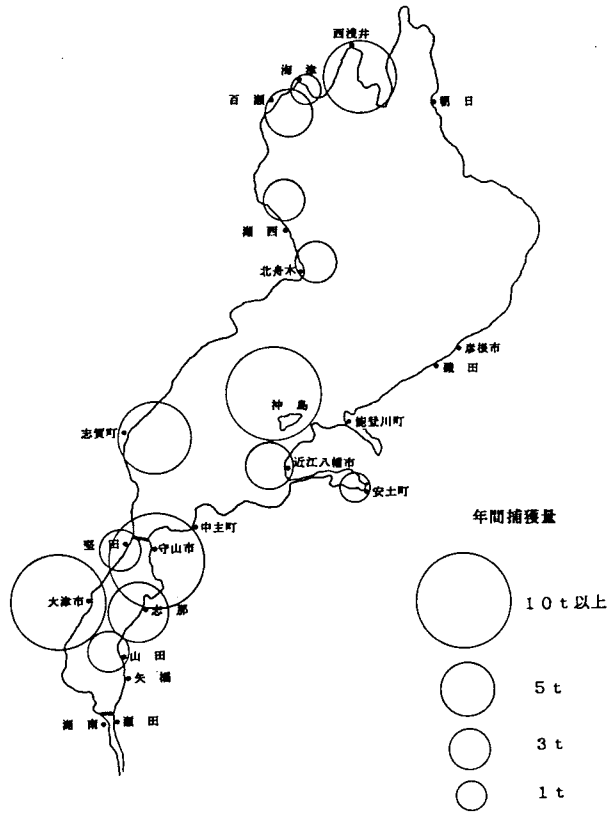 西浅井
海津
百瀬
朝日
湖西
北舟木
彦根市
磯田
沖島
能登川町
志賀町
近江八幡市
安土町
年間捕獲量
中主町
堅田
守山市
大津市
志那
10t以上
山田
矢橋
5t
湖南
瀬田
3t
1t